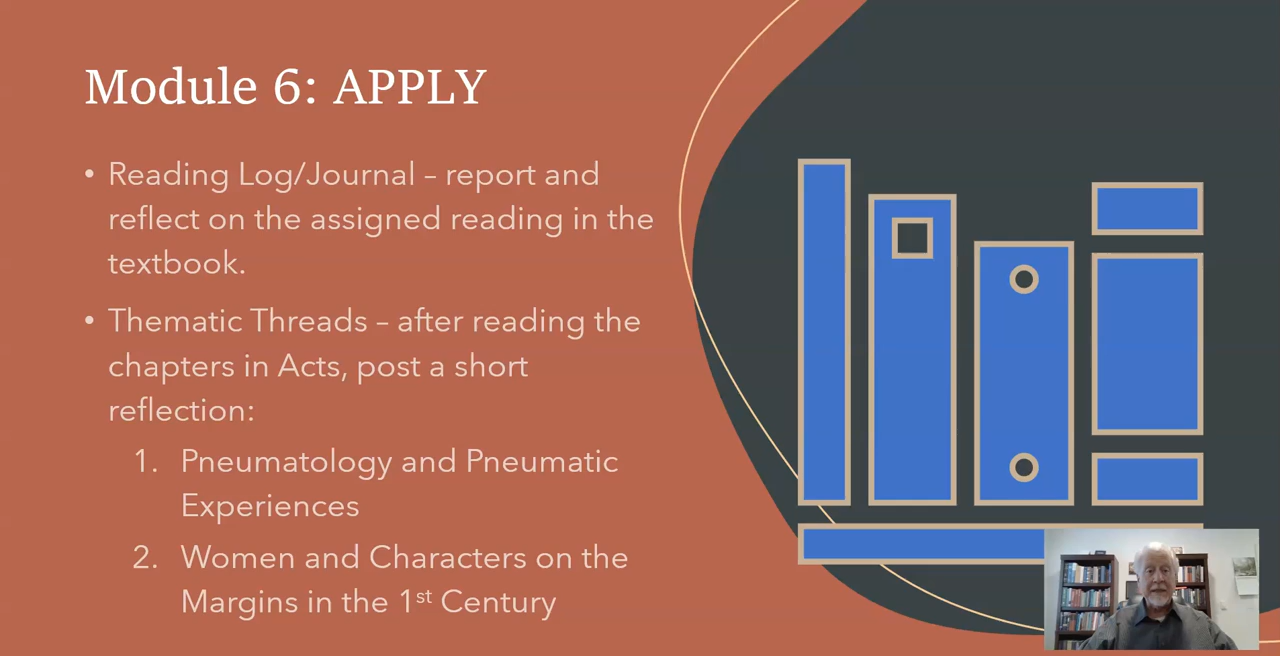 Module 6: APPLY
• Reading Log/Journal – report and
reflect on the assigned reading in the
textbook.
• Thematic Threads – after reading the
chapters in Acts, post a short
reflection:
1. Pneumatology and Pneumatic
Experiences
2. Women and Characters on the
Margins in the 1st Century